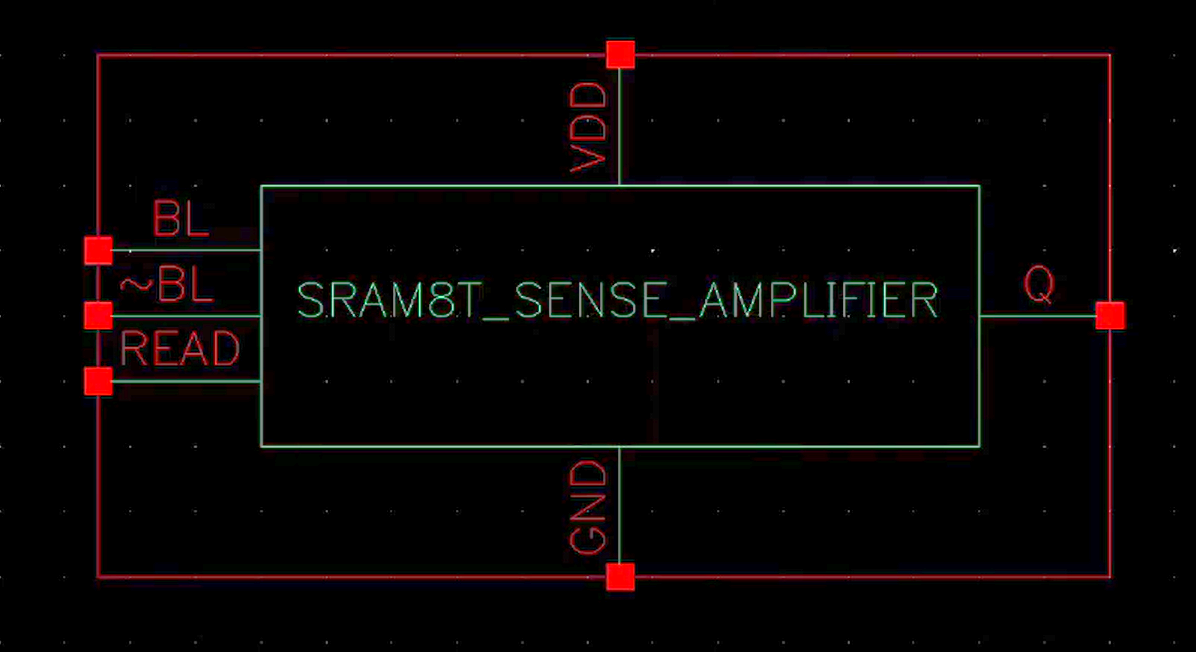 VDD
BL
~BL
READ
SRAM8T_SENSE_AMPLIFIER
Q
GND